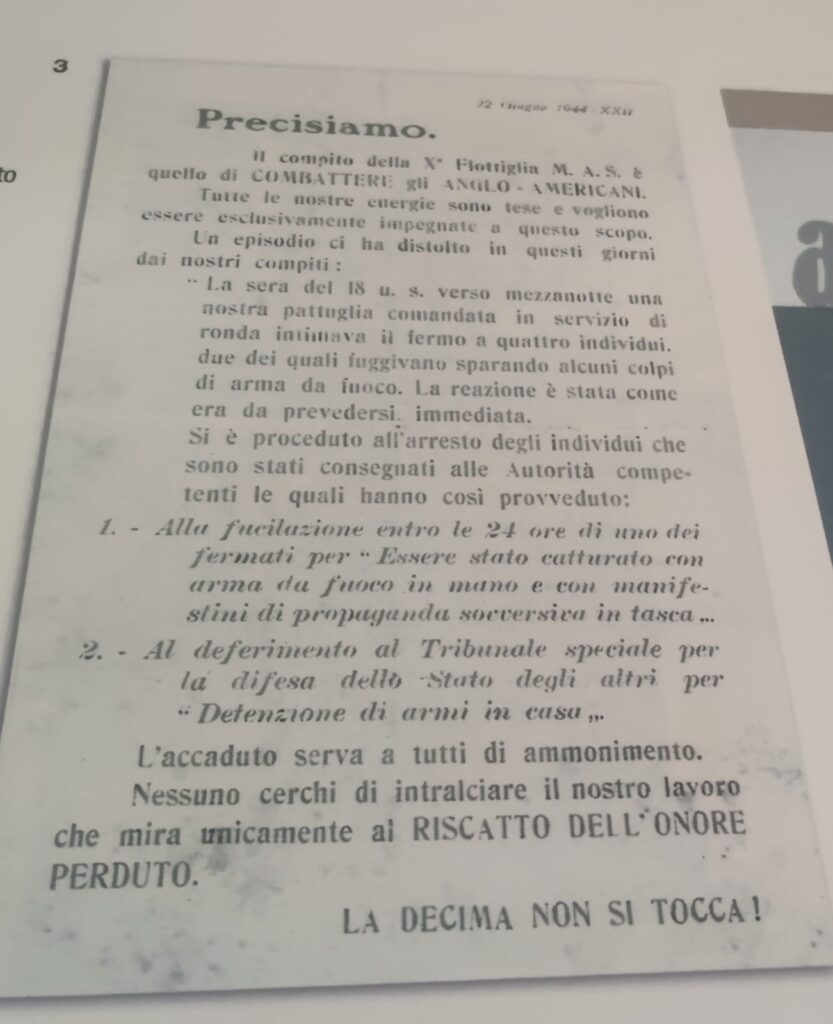 3
to
22 Giugno 1944 - XXII
Precisiamo.
Il compito della Xª Flottiglia M. A. S. è
quello di COMBATTERE gli ANGLO - AMERICANI.
Tutte le nostre energie sono tese e vogliono
essere esclusivamente impegnate a questo scopo.
Un episodio ci ha distolto in questi giorni
dai nostri compiti :
" La sera del 18 u. s. verso mezzanotte una
nostra pattuglia comandata in servizio di
ronda intimava il fermo a quattro individui,
due dei quali fuggivano sparando alcuni colpi
di arma da fuoco. La reazione è stata come
era da prevedersi, immediata.
Si è proceduto all'arresto degli individui che
sono stati consegnati alle Autorità compe-
tenti le quali hanno così provveduto:
1. - Alla fucilazione entro le 24 ore di uno dei
fermati per " Essere stato catturato con
arma da fuoco in mano e con manife-
stini di propaganda sovversiva in tasca „.
2. - Al deferimento al Tribunale speciale per
la difesa dello Stato degli altri per
" Detenzione di armi in casa „.
L'accaduto serva a tutti di ammonimento.
Nessuno cerchi di intralciare il nostro lavoro
che mira unicamente al RISCATTO DELL'ONORE
PERDUTO.
LA DECIMA NON SI TOCCA !
a